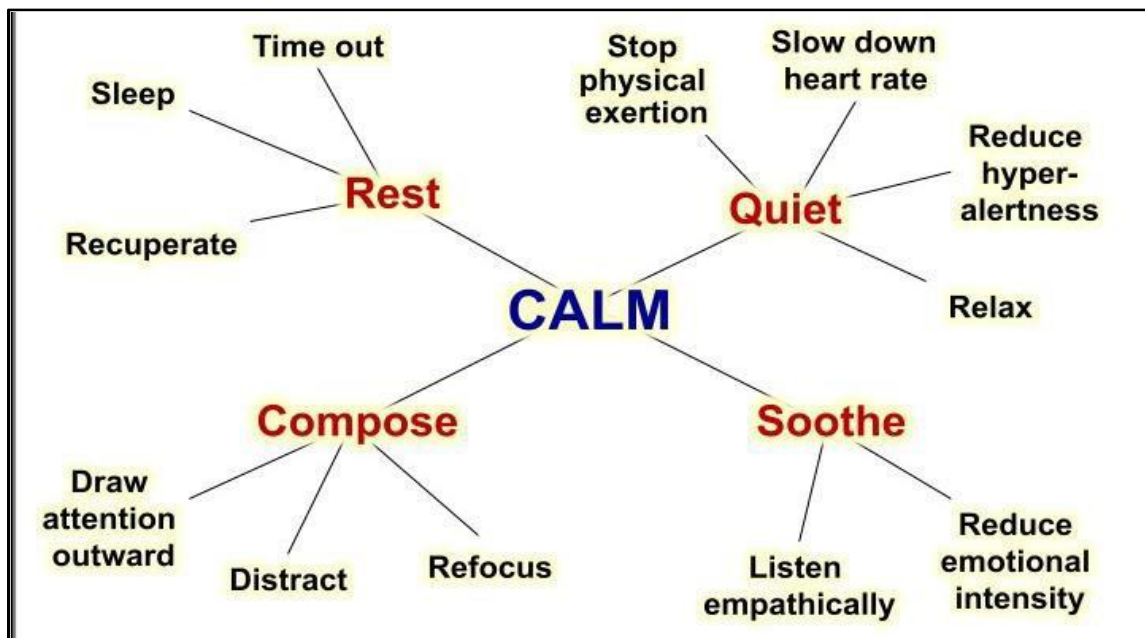 Time out
Sleep
Rest
Recuperate
Stop
physical
exertion
Slow down
heart rate
Reduce
hyper-
alertness
Quiet
Relax
CALM
Compose
Draw
attention
outward
Distract
Refocus
Soothe
Listen
empathically
Reduce
emotional
intensity